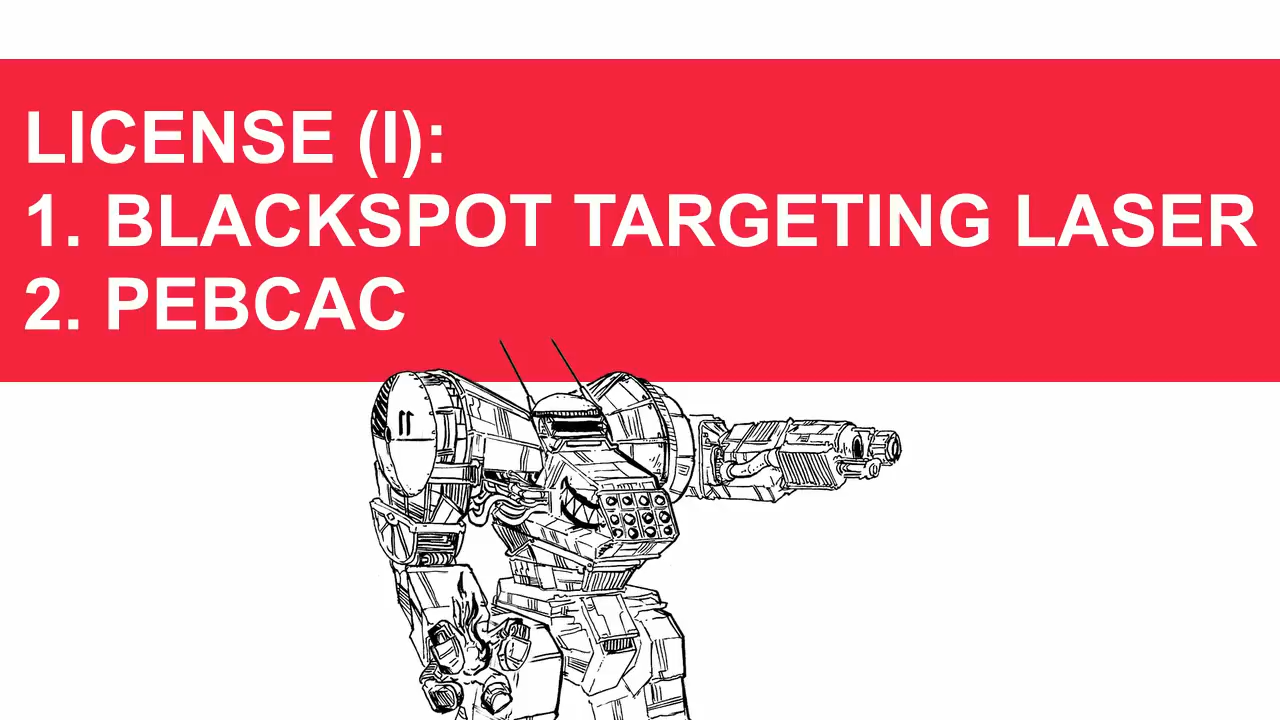 LICENSE (I):
1. BLACKSPOT TARGETING LASER
2. PEBCAC